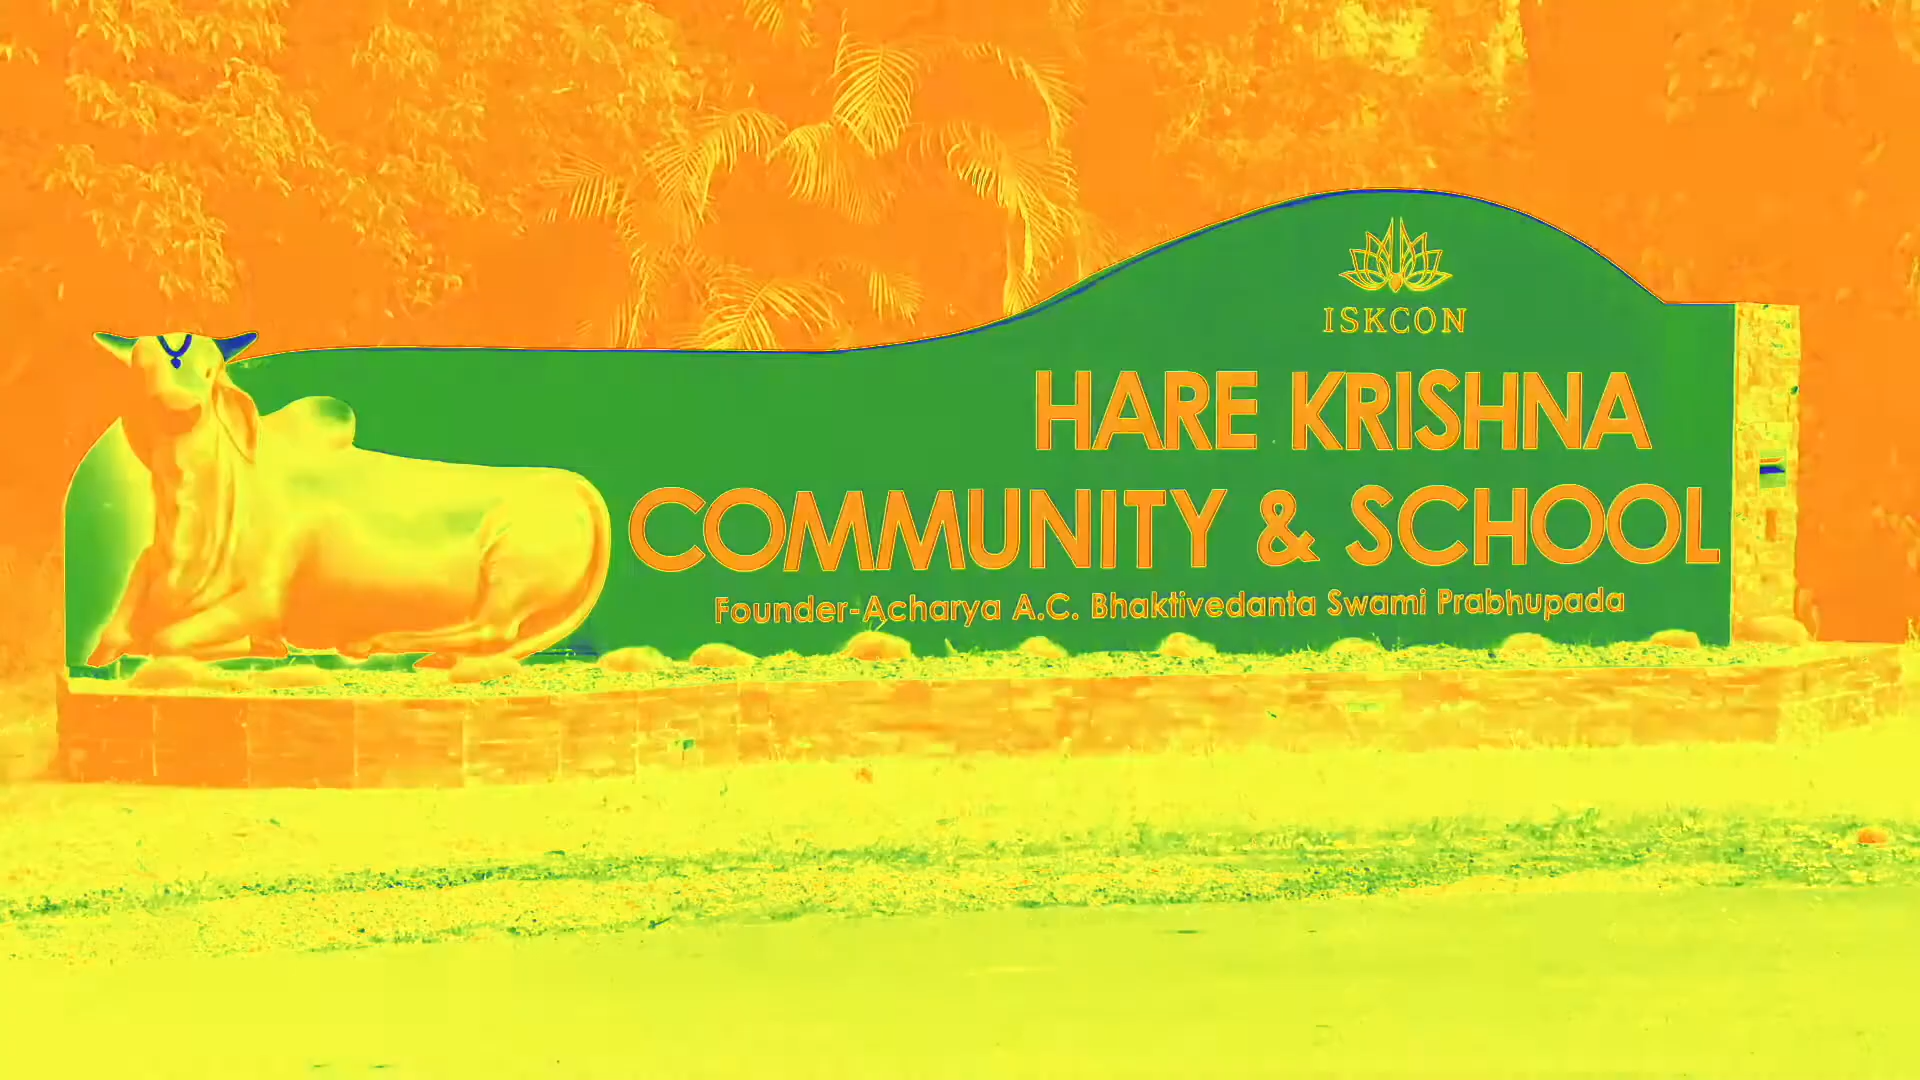 ISKCON
HARE KRISHNA
COMMUNITY & SCHOOL
Founder-Acharya A.C. Bhaktivedanta Swami Prabhupada